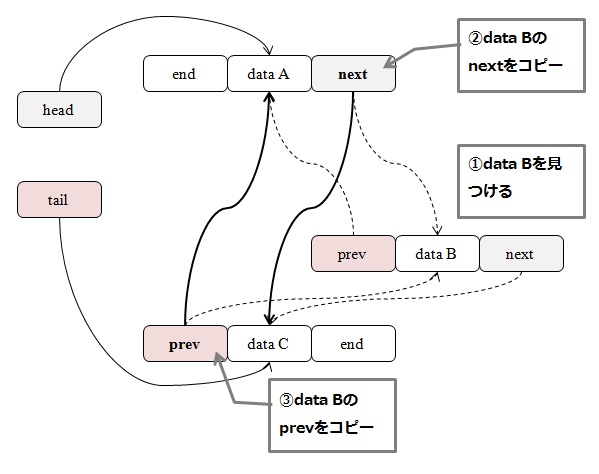 ②data Bの
nextをコピー
end data A next
head
①data Bを見
つける
tail
prev data B next
prev data C end
③data Bの
prevをコピー